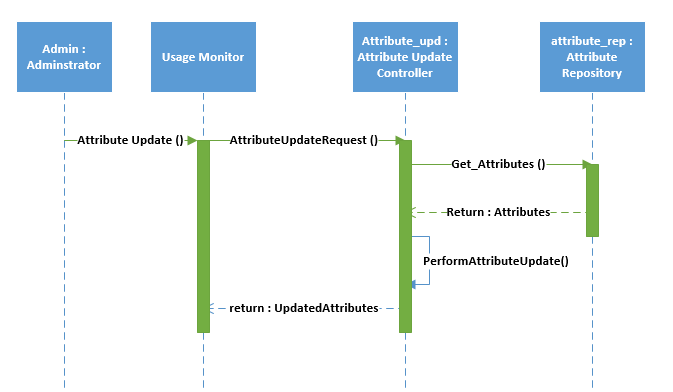 Admin :
Adminstrator
Usage Monitor
Attribute_upd :
Attribute Update
Controller
attribute_rep :
Attribute
Repository
Attribute Update ()
AttributeUpdateRequest ()
Get_Attributes ()
Return : Attributes
PerformAttributeUpdate()
return : UpdatedAttributes